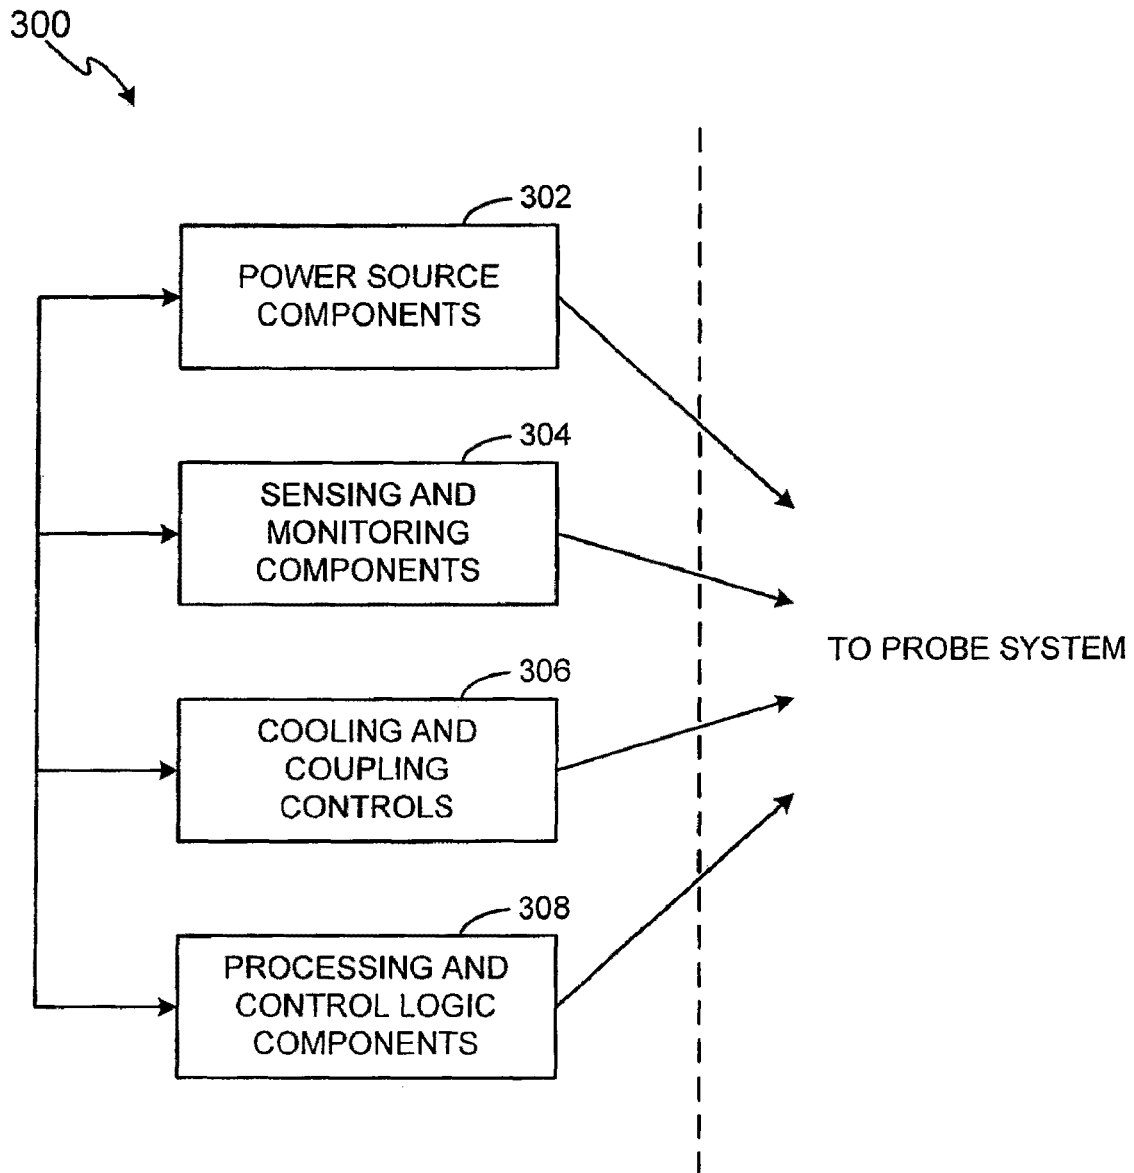 300
302
POWER SOURCE
COMPONENTS
304
SENSING AND
MONITORING
COMPONENTS
TO PROBE SYSTEM
306
COOLING AND
COUPLING
CONTROLS
308
PROCESSING AND
CONTROL LOGIC
COMPONENTS